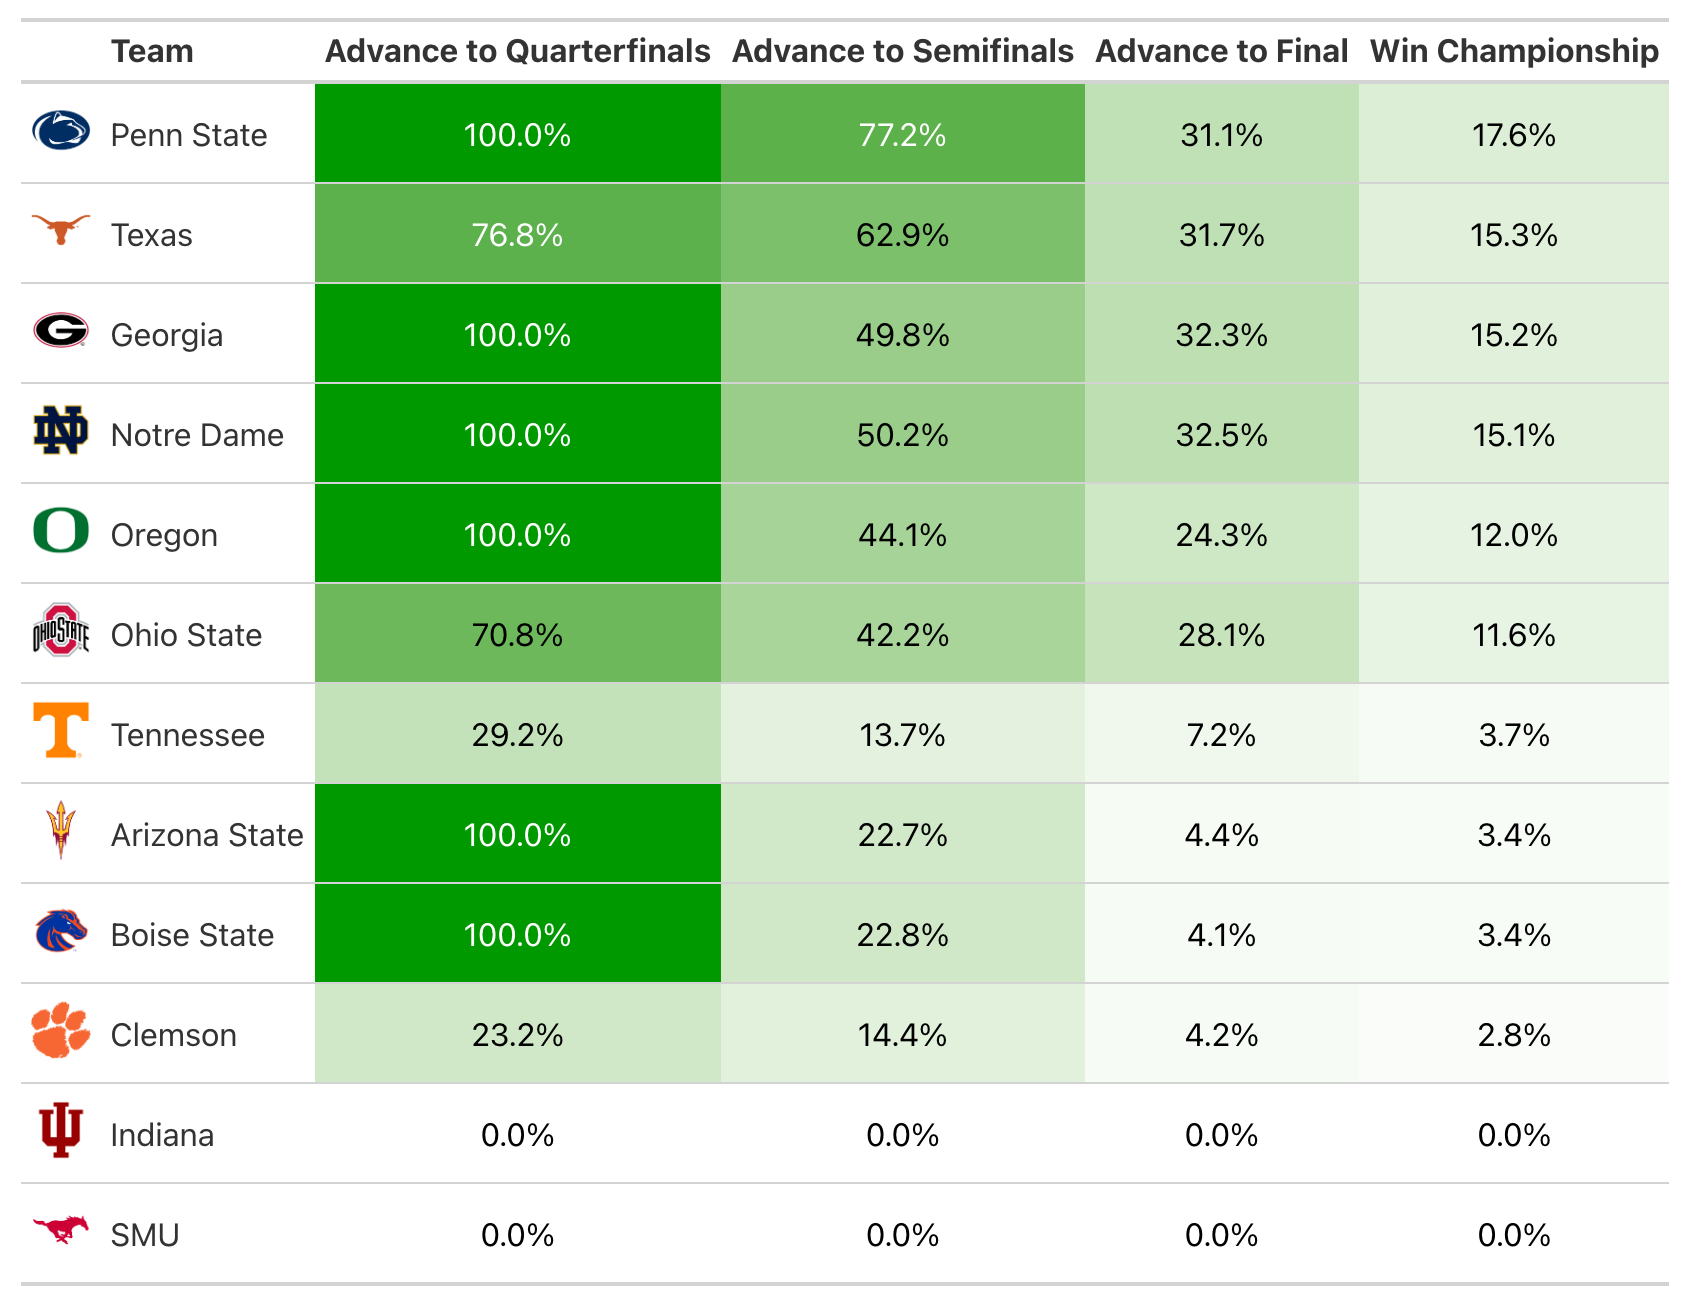 Team Advance to Quarterfinals Advance to Semifinals Advance to Final Win Championship
Penn State 100.0% 77.2% 31.1% 17.6%
Texas 76.8% 62.9% 31.7% 15.3%
G Georgia 100.0% 49.8% 32.3% 15.2%
ND Notre Dame 100.0% 50.2% 32.5% 15.1%
O Oregon 100.0% 44.1% 24.3% 12.0%
OHIO STATE Ohio State 70.8% 42.2% 28.1% 11.6%
T Tennessee 29.2% 13.7% 7.2% 3.7%
Arizona State 100.0% 22.7% 4.4% 3.4%
Boise State 100.0% 22.8% 4.1% 3.4%
Clemson 23.2% 14.4% 4.2% 2.8%
Indiana 0.0% 0.0% 0.0% 0.0%
SMU 0.0% 0.0% 0.0% 0.0%